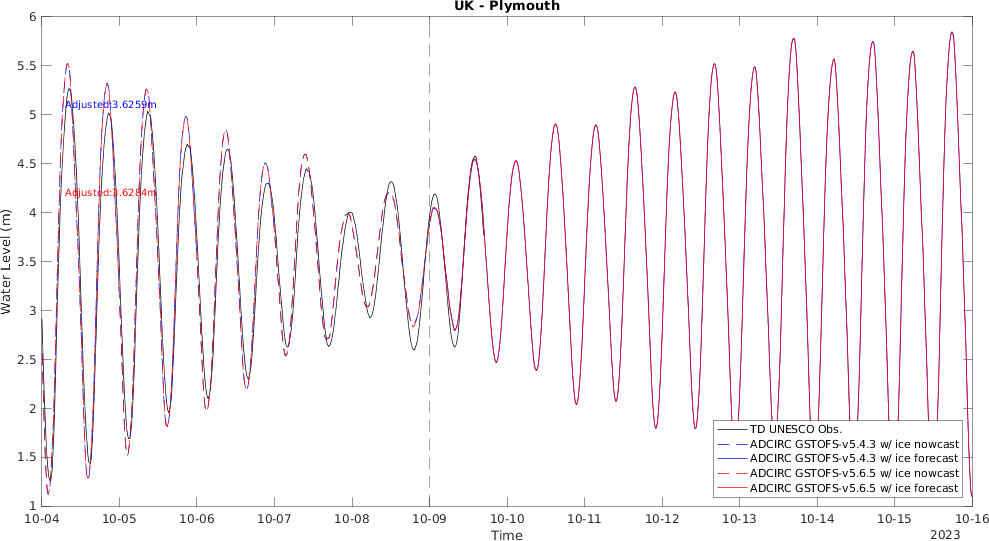 UK - Plymouth
6
5.5
5
4.5
4
3.5
3
2.5
2
1.5
1
Water Level (m)
Adjusted:3.6259m
Adjusted:3.6284m
TD UNESCO Obs.
ADCIRC GSTOFS-v5.4.3 w/ ice nowcast
ADCIRC GSTOFS-v5.4.3 w/ ice forecast
ADCIRC GSTOFS-v5.6.5 w/ ice nowcast
ADCIRC GSTOFS-v5.6.5 w/ ice forecast
10-04 10-05 10-06 10-07 10-08 10-09 10-10 10-11 10-12 10-13 10-14 10-15 10-16
Time
2023